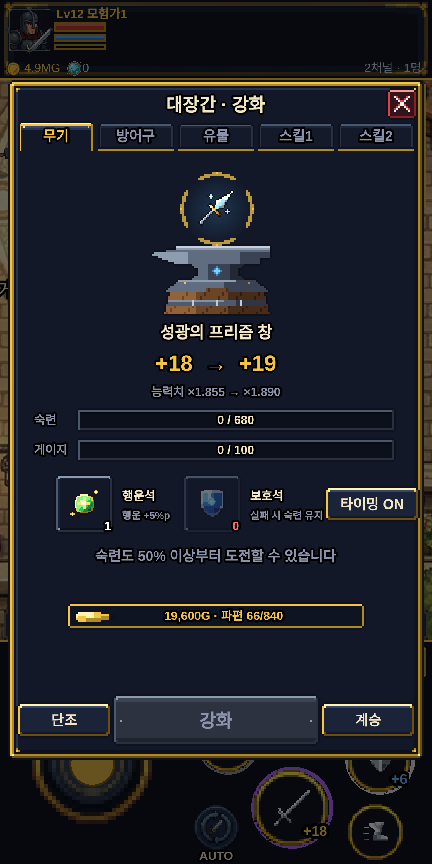 Lv12 모험가1
4.9MG 0 2채널 · 1명
대장간 · 강화
무기 방어구 유물 스킬1 스킬2
성광의 프리즘 창
+18 → +19
능력치 ×1.855 → ×1.890
숙련 0 / 680
게이지 0 / 100
행운석
행운 +5%p
1
보호석
실패 시 숙련 유지
0
타이밍 ON
숙련도 50% 이상부터 도전할 수 있습니다
19,600G · 파편 66/840
단조 강화 계승
+6
+18
AUTO